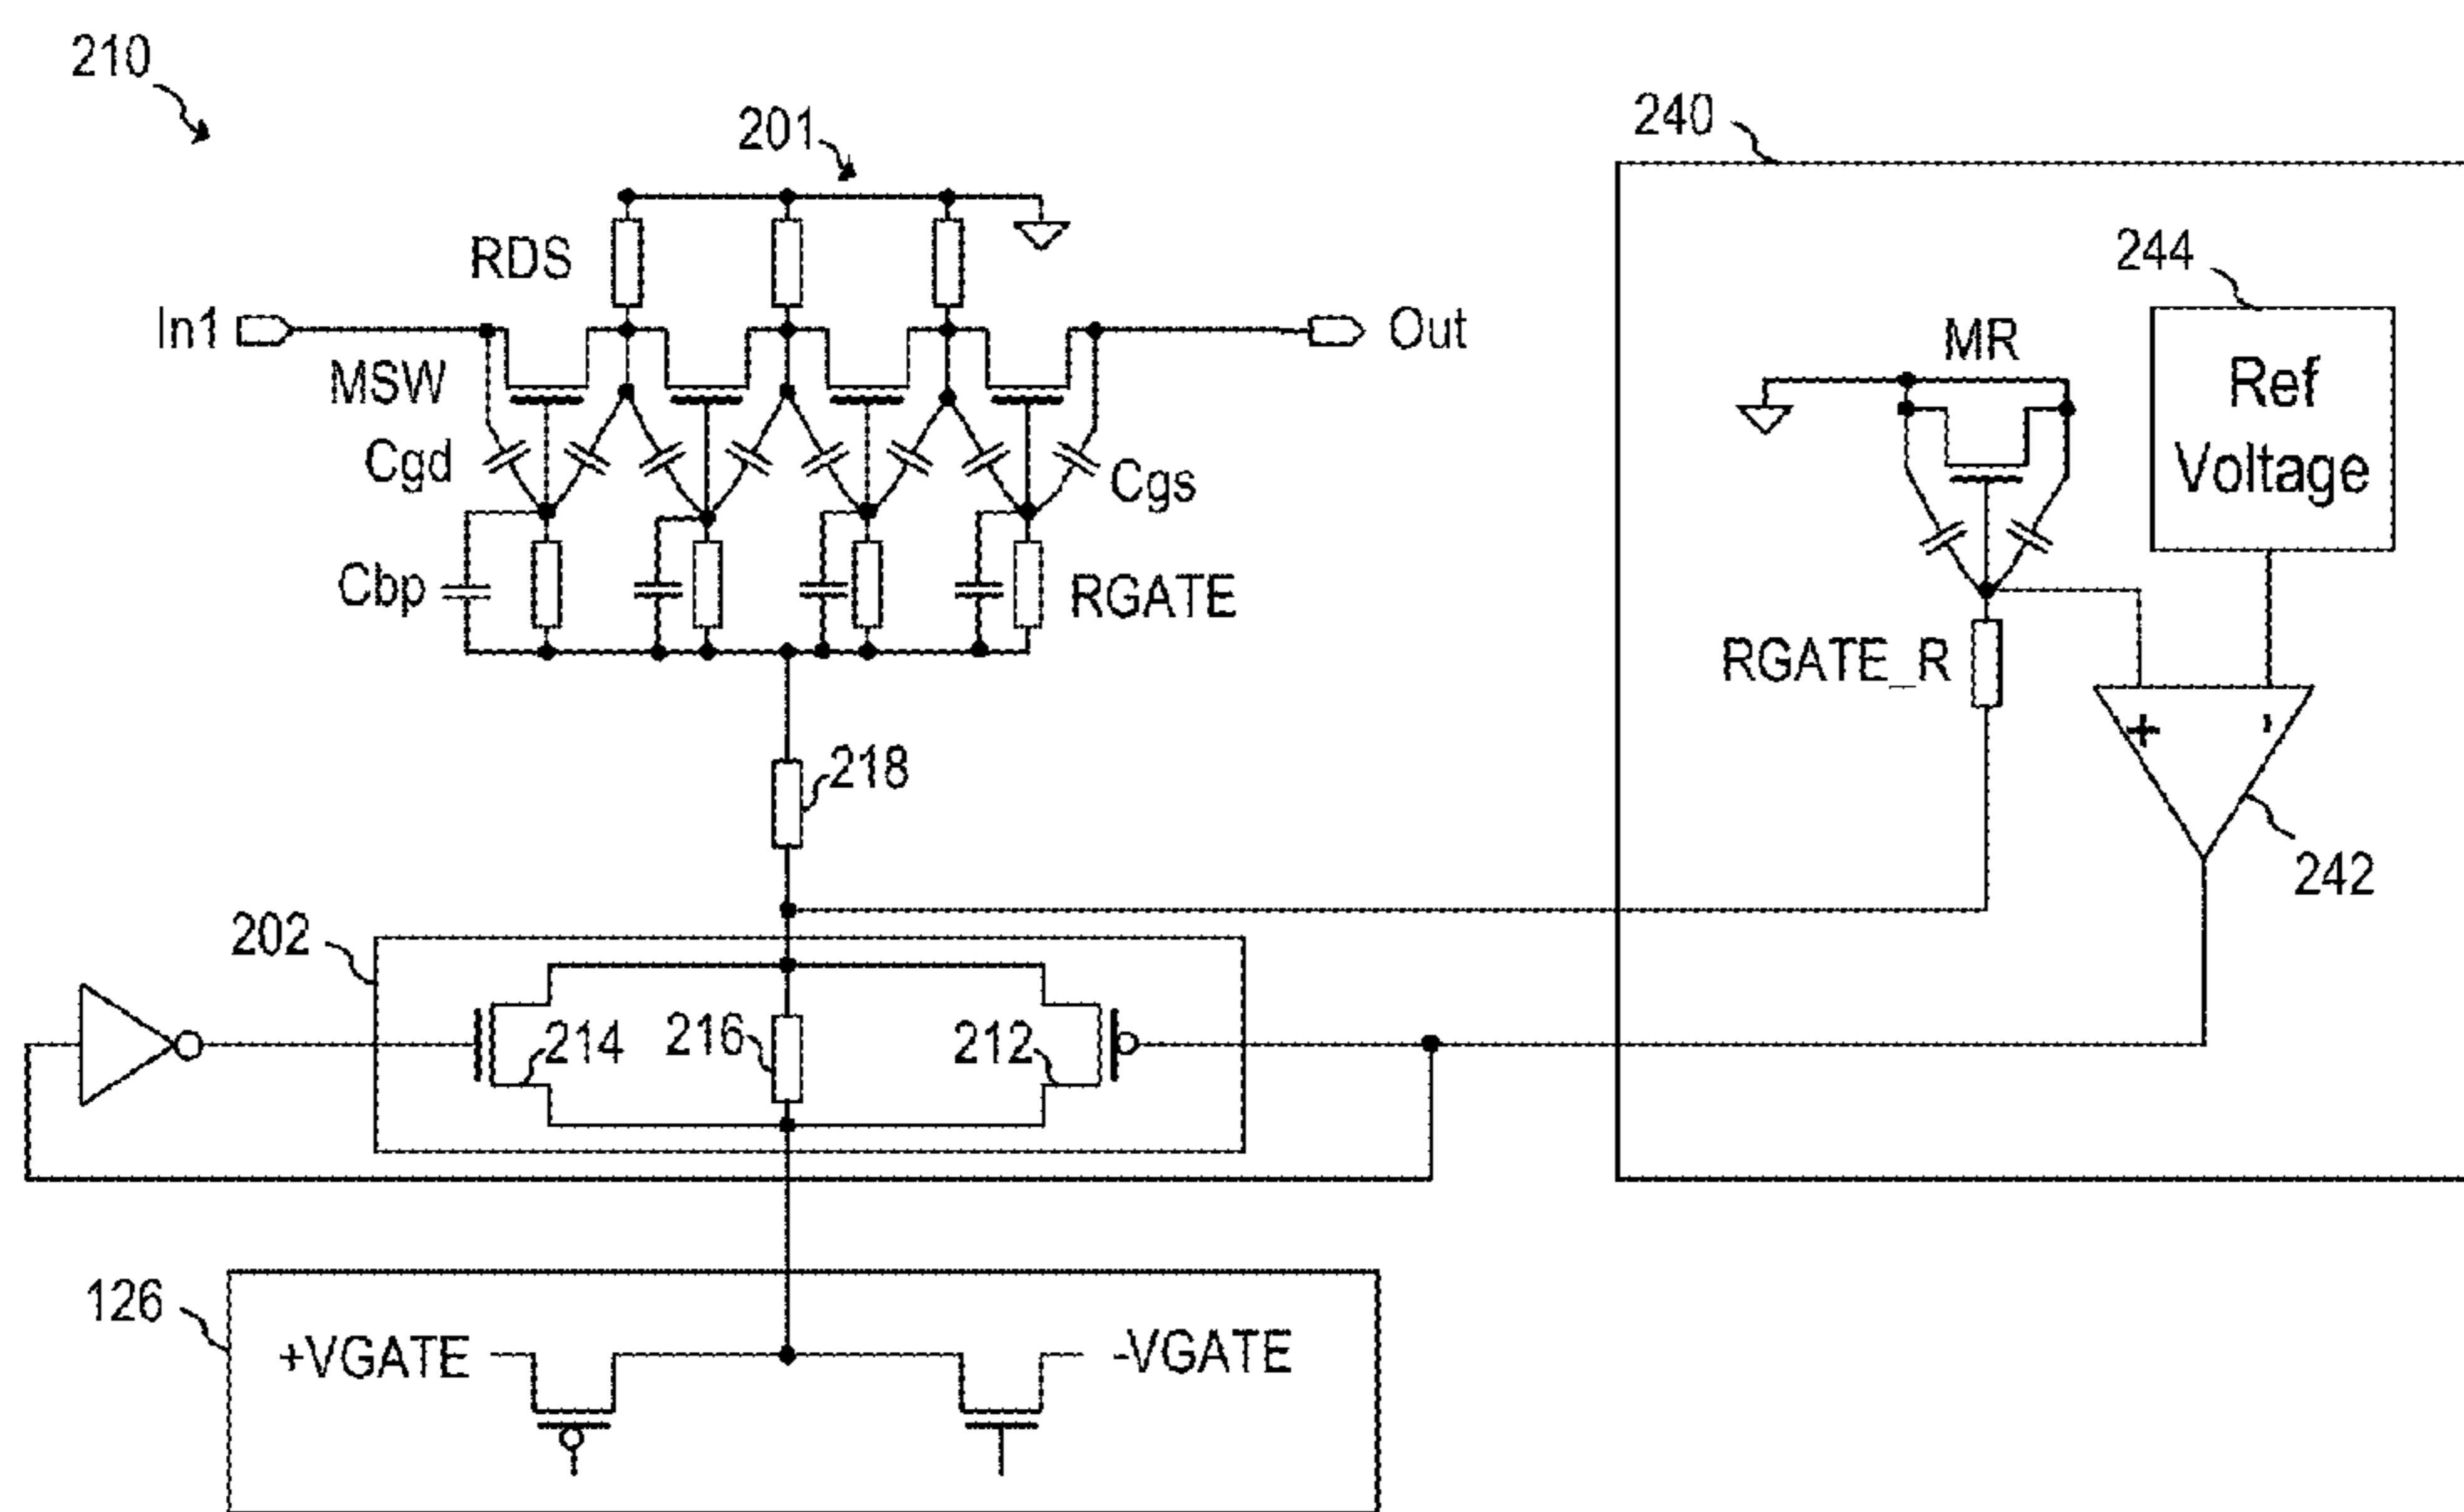 210
201
240
RDS
244
In1
Out
MSW
MR
Ref
Voltage
Cgd
Cgs
Cbp
RGATE
RGATE_R
+ -
218
242
202
214
216
212
126
+VGATE
-VGATE